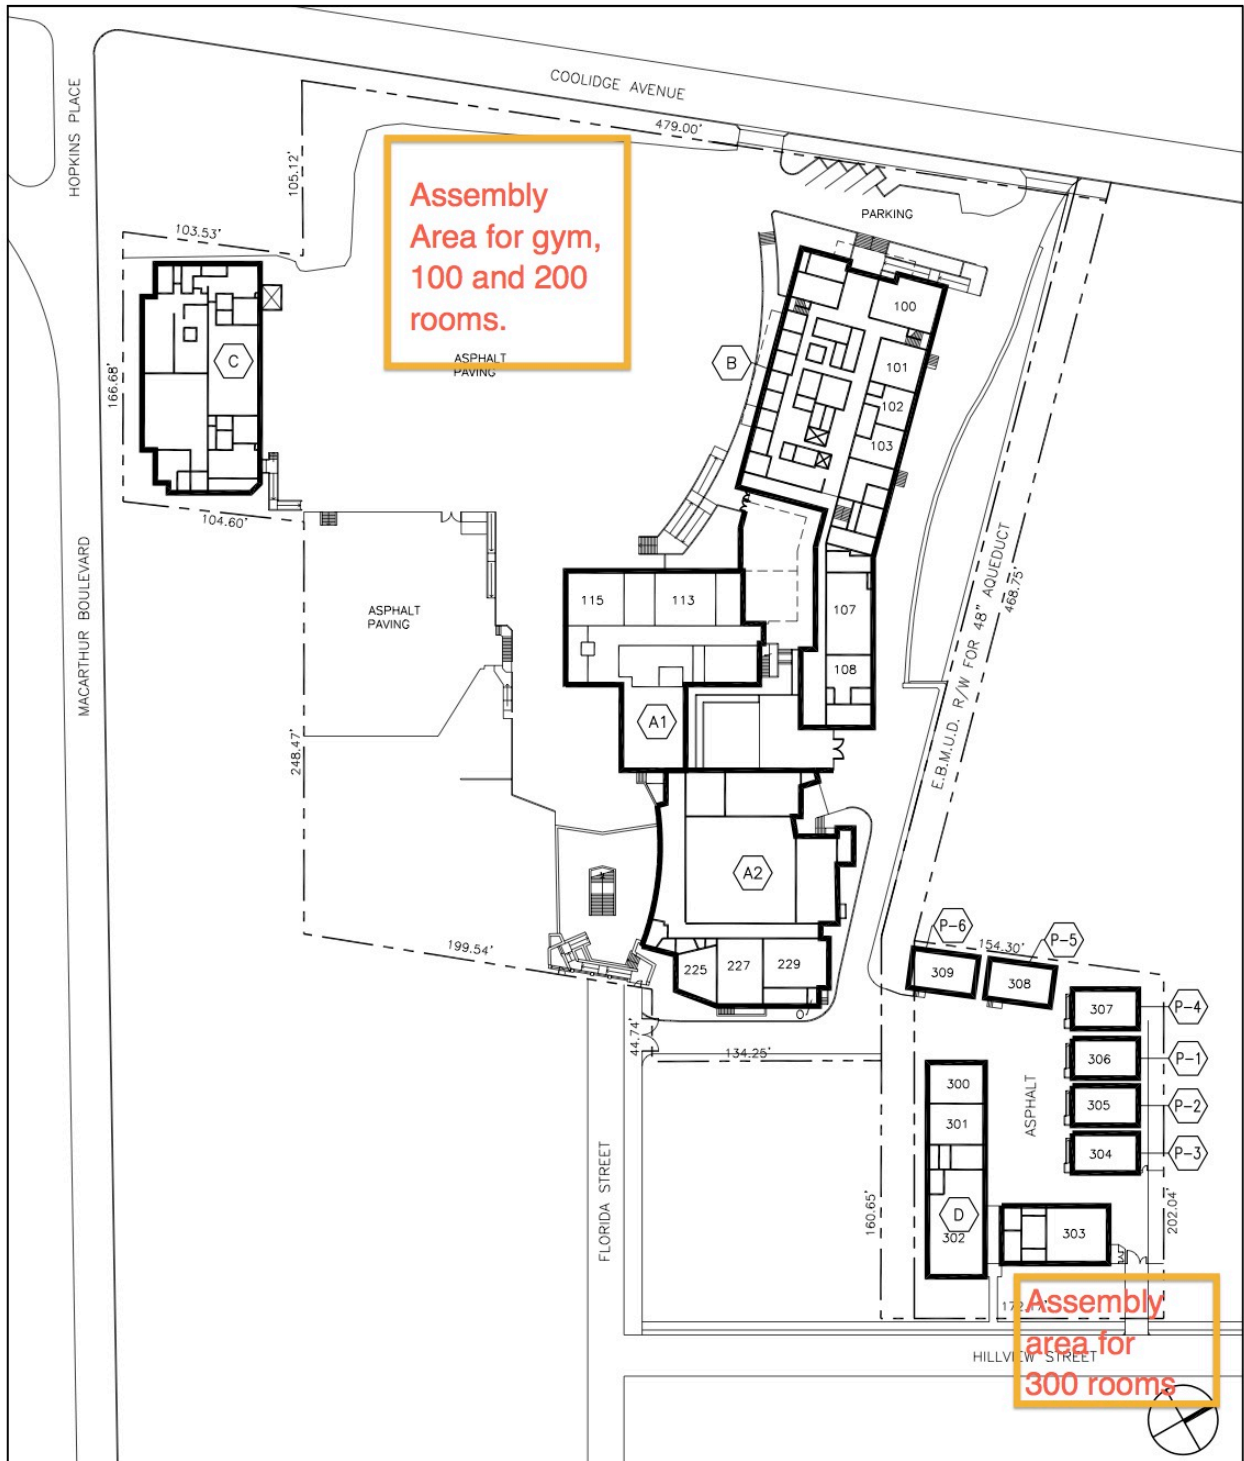 COOLIDGE AVENUE
HOPKINS PLACE
479.00'
105.12'
Assembly
Area for gym,
100 and 200
rooms.
ASPHALT
PAVING
PARKING
103.53'
166.68'
C
104.60'
B
100
101
102
103
E.B.M.U.D. R/W FOR 48" AQUEDUCT
468.75'
MACARTHUR BOULEVARD
ASPHALT
PAVING
115
113
107
108
A1
248.47'
A2
199.54'
225
227
229
44.74'
134.25'
P-6
154.30'
P-5
309
308
307
P-4
306
P-1
305
P-2
304
P-3
300
301
ASPHALT
D
302
303
160.65'
202.04'
FLORIDA STREET
Assembly
area for
300 rooms
HILLVIEW STREET